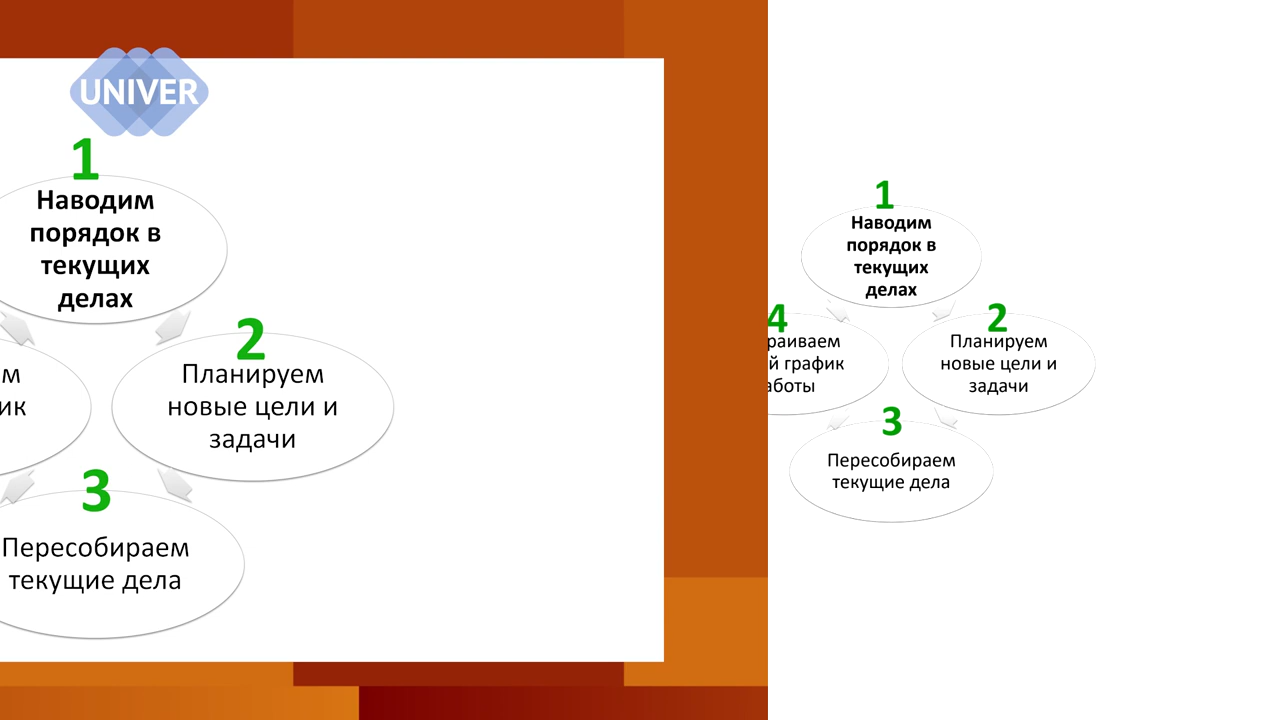 UNIVER
1
Наводим
порядок в
текущих
делах
2
Планируем
новые цели и
задачи
3
Пересобираем
текущие дела
1
Наводим
порядок в
текущих
делах
4
й график
2
Планируем
новые цели и
задачи
3
Пересобираем
текущие дела